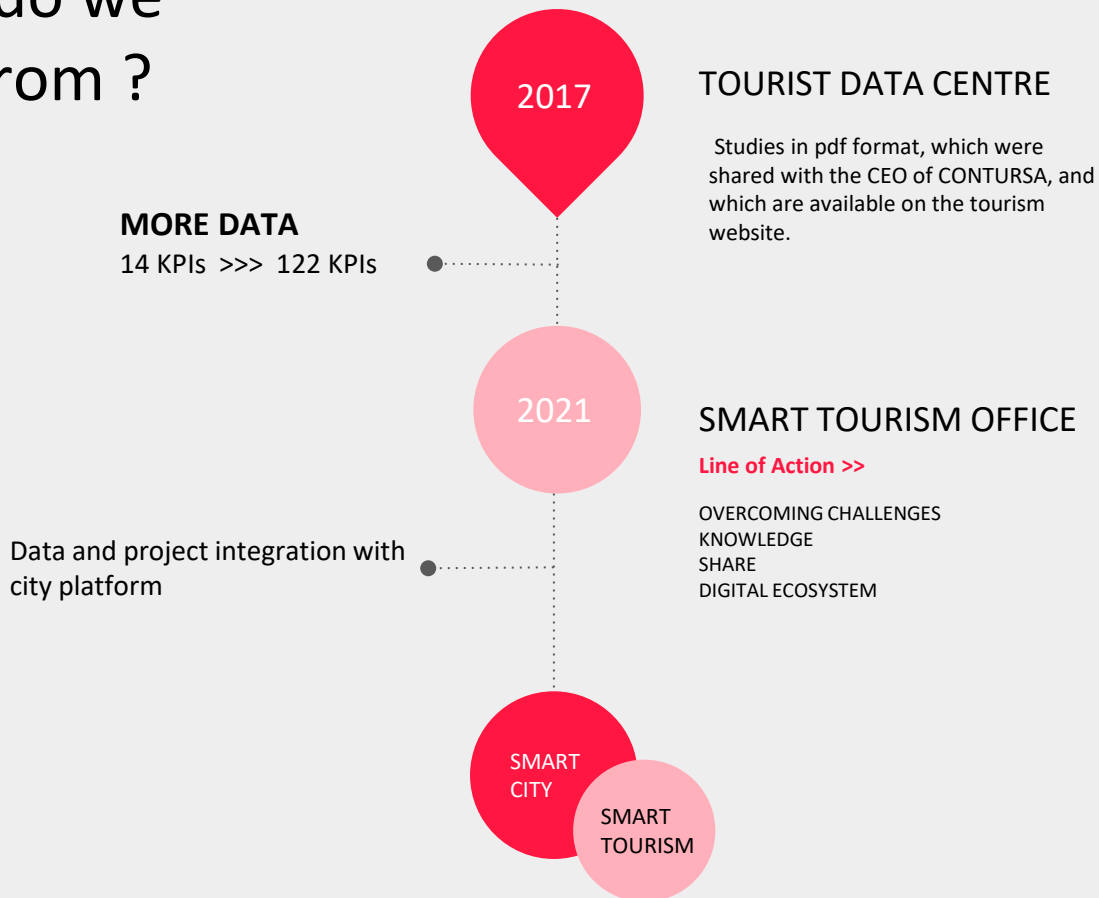 do we
rom ?
2017
TOURIST DATA CENTRE
Studies in pdf format, which were
shared with the CEO of CONTURSA, and
which are available on the tourism
website.
MORE DATA
14 KPIs >>> 122 KPIs
2021
SMART TOURISM OFFICE
Line of Action >>
OVERCOMING CHALLENGES
KNOWLEDGE
SHARE
DIGITAL ECOSYSTEM
Data and project integration with
city platform
SMART
CITY
SMART
TOURISM